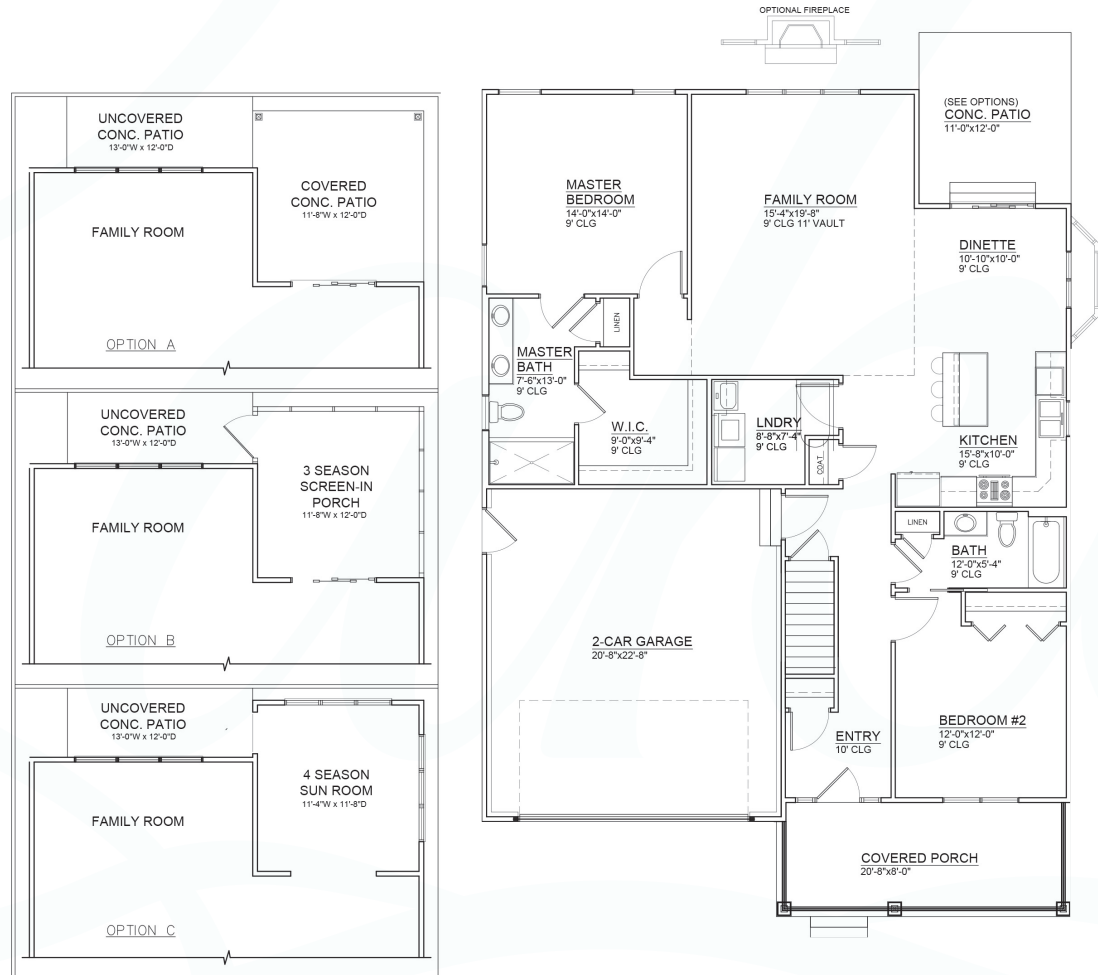 OPTIONAL FIREPLACE
UNCOVERED
CONC. PATIO
13'-0"W x 12'-0"D
COVERED
CONC. PATIO
11'-8"W x 12'-0"D
FAMILY ROOM
OPTION A
UNCOVERED
CONC. PATIO
13'-0"W x 12'-0"D
3 SEASON
SCREEN-IN
PORCH
11'-8"W x 12'-0"D
FAMILY ROOM
OPTION B
UNCOVERED
CONC. PATIO
13'-0"W x 12'-0"D
4 SEASON
SUN ROOM
11'-4"W x 11'-8"D
FAMILY ROOM
OPTION C
(SEE OPTIONS)
CONC. PATIO
11'-0"x12'-0"
MASTER
BEDROOM
14'-0"x14'-0"
9' CLG
FAMILY ROOM
15'-4"x19'-8"
9' CLG 11' VAULT
DINETTE
10'-10"x10'-0"
9' CLG
LINEN
MASTER
BATH
7'-6"x13'-0"
9' CLG
W.I.C.
9'-0"x9'-4"
9' CLG
LNDRY
8'-8"x7'-4"
9' CLG
COAT
KITCHEN
15'-8"x10'-0"
9' CLG
LINEN
BATH
12'-0"x5'-4"
9' CLG
2-CAR GARAGE
20'-8"x22'-8"
ENTRY
10' CLG
BEDROOM #2
12'-0"x12'-0"
9' CLG
COVERED PORCH
20'-8"x8'-0"